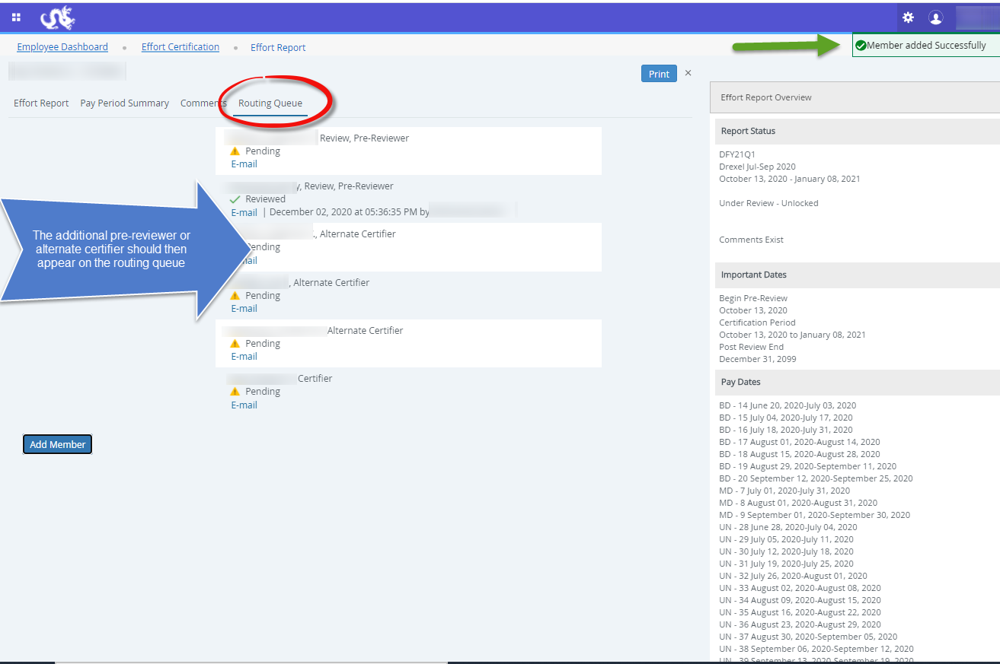 Member added Successfully
Employee Dashboard
Effort Certification
Effort Report
Print
×
Effort Report
Pay Period Summary
Comments
Routing Queue
Review, Pre-Reviewer
Pending
E-mail
y, Review, Pre-Reviewer
Reviewed
E-mail | December 02, 2020 at 05:36:35 PM by
., Alternate Certifier
Pending
mail
, Alternate Certifier
Pending
E-mail
Alternate Certifier
Pending
E-mail
Certifier
Pending
E-mail
The additional pre-reviewer or
alternate certifier should then
appear on the routing queue
Add Member
Effort Report Overview
Report Status
DFY21Q1
Drexel Jul-Sep 2020
October 13, 2020 - January 08, 2021
Under Review - Unlocked
Comments Exist
Important Dates
Begin Pre-Review
October 13, 2020
Certification Period
October 13, 2020 to January 08, 2021
Post Review End
December 31, 2099
Pay Dates
BD - 14 June 20, 2020-July 03, 2020
BD - 15 July 04, 2020-July 17, 2020
BD - 16 July 18, 2020-July 31, 2020
BD - 17 August 01, 2020-August 14, 2020
BD - 18 August 15, 2020-August 28, 2020
BD - 19 August 29, 2020-September 11, 2020
BD - 20 September 12, 2020-September 25, 2020
MD - 7 July 01, 2020-July 31, 2020
MD - 8 August 01, 2020-August 31, 2020
MD - 9 September 01, 2020-September 30, 2020
UN - 28 June 28, 2020-July 04, 2020
UN - 29 July 05, 2020-July 11, 2020
UN - 30 July 12, 2020-July 18, 2020
UN - 31 July 19, 2020-July 25, 2020
UN - 32 July 26, 2020-August 01, 2020
UN - 33 August 02, 2020-August 08, 2020
UN - 34 August 09, 2020-August 15, 2020
UN - 35 August 16, 2020-August 22, 2020
UN - 36 August 23, 2020-August 29, 2020
UN - 37 August 30, 2020-September 05, 2020
UN - 38 September 06, 2020-September 12, 2020
UN - 39 September 13, 2020-September 19, 2020